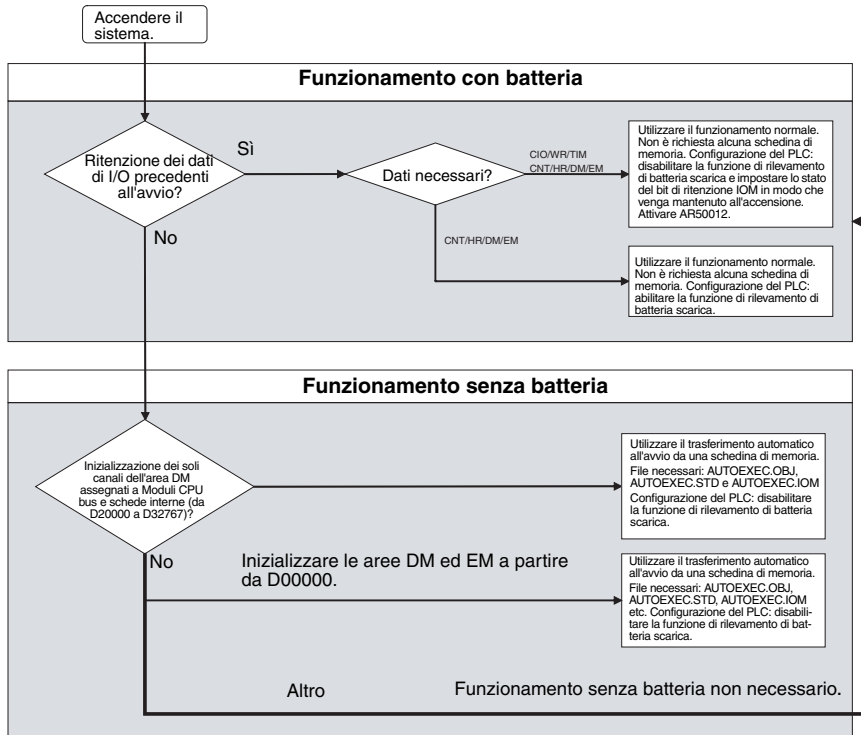 Accendere il
sistema.
Funzionamento con batteria
Ritenzione dei dati
di I/O precedenti
all'avvio?
Sì
No
Dati necessari?
CIO/WR/TIM
CNT/HR/DM/EM
CNT/HR/DM/EM
Utilizzare il funzionamento normale.
Non è richiesta alcuna schedina di
memoria. Configurazione del PLC:
disabilitare la funzione di rilevamento
di batteria scarica e impostare lo stato
del bit di ritenzione IOM in modo che
venga mantenuto all'accensione.
Attivare AR50012.
Utilizzare il funzionamento normale.
Non è richiesta alcuna schedina di
memoria. Configurazione del PLC:
abilitare la funzione di rilevamento di
batteria scarica.
Funzionamento senza batteria
Inizializzazione dei soli
canali dell'area DM
assegnati a Moduli CPU
bus e schede interne (da
D20000 a D32767)?
Utilizzare il trasferimento automatico
all'avvio da una schedina di memoria.
File necessari: AUTOEXEC.OBJ,
AUTOEXEC.STD e AUTOEXEC.IOM
Configurazione del PLC: disabilitare
la funzione di rilevamento di batteria
scarica.
No
Inizializzare le aree DM ed EM a partire
da D00000.
Utilizzare il trasferimento automatico
all'avvio da una schedina di memoria.
File necessari: AUTOEXEC.OBJ,
AUTOEXEC.STD, AUTOEXEC.IOM
etc. Configurazione del PLC: disabili-
tare la funzione di rilevamento di bat-
teria scarica.
Altro
Funzionamento senza batteria non necessario.